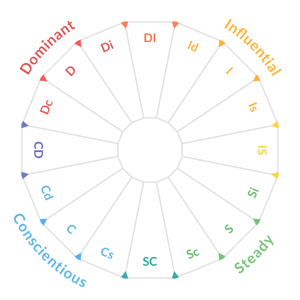 Dominant
Influential
Steady
Conscientious
DI
Id
I
Is
IS
Si
S
Sc
SC
Cs
C
Cd
CD
Dc
D
Di